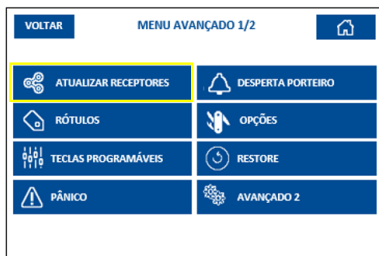 VOLTAR MENU AVANÇADO 1/2
ATUALIZAR RECEPTORES DESPERTA PORTEIRO
RÓTULOS OPÇÕES
TECLAS PROGRAMÁVEIS RESTORE
PÂNICO AVANÇADO 2